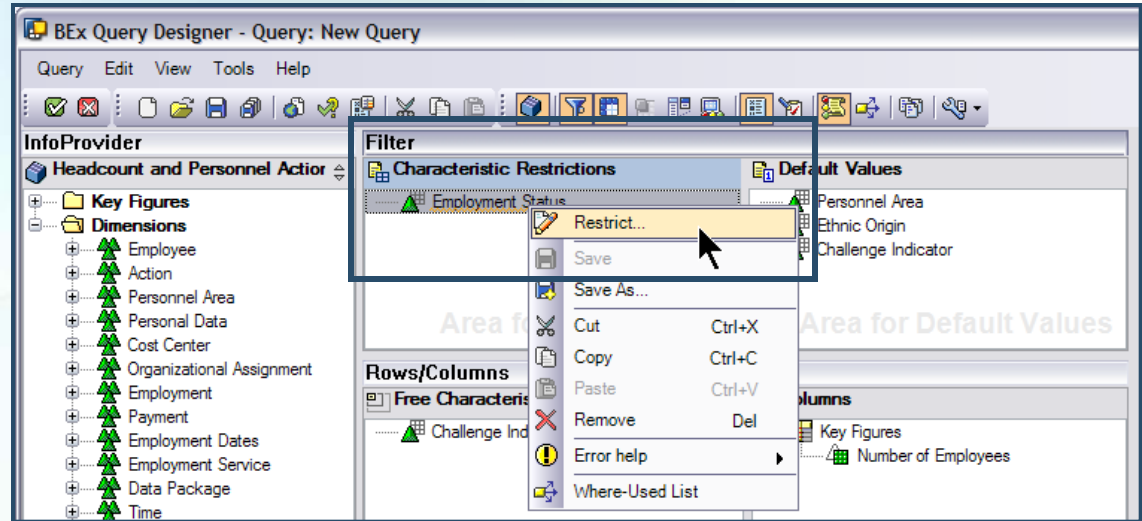 BEx Query Designer - Query: New Query
Query Edit View Tools Help
InfoProvider
Headcount and Personnel Action
Key Figures
Dimensions
Employee
Action
Personnel Area
Personal Data
Cost Center
Organizational Assignment
Employment
Payment
Employment Dates
Employment Service
Data Package
Time
Filter
Characteristic Restrictions
Employment Status
Default Values
Personnel Area
Ethnic Origin
Challenge Indicator
Area fo
Area for Default Values
Restrict...
Save
Save As...
Cut Ctrl+X
Copy Ctrl+C
Paste Ctrl+V
Remove Del
Error help
Where-Used List
Rows/Columns
Free Characteris
Challenge Ind
olumns
Key Figures
Number of Employees